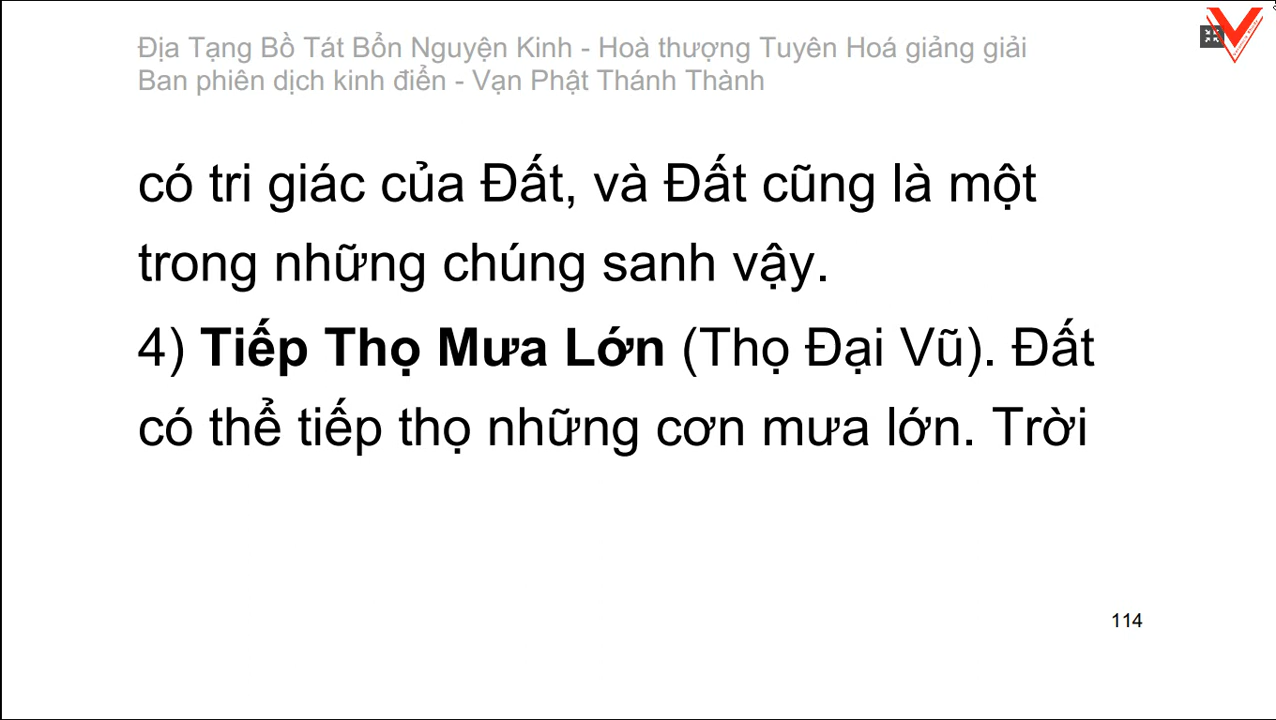 Địa Tạng Bồ Tát Bổn Nguyện Kinh - Hoà thượng Tuyên Hoá giảng giải
Ban phiên dịch kinh điển - Vạn Phật Thánh Thành
có tri giác của Đất, và Đất cũng là một
trong những chúng sanh vậy.
4) Tiếp Thọ Mưa Lớn (Thọ Đại Vũ). Đất
có thể tiếp thọ những cơn mưa lớn. Trời
114